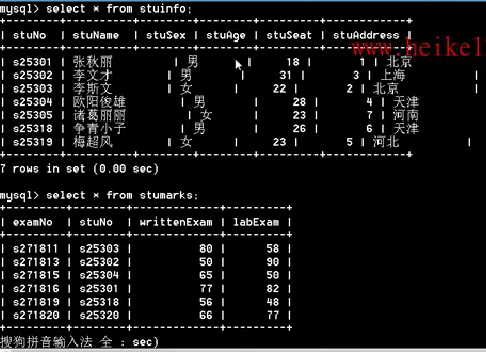 mysql> select * from stuinfo;
| stuNo | stuName | stuSex | stuAge | stuSeat | stuAddress |
www.heikel
| s25301 | 张秋丽 | 男 | 18 | 1 | 北京 |
| s25302 | 李文才 | 男 | 31 | 3 | 上海 |
| s25303 | 李斯文 | 女 | 22 | 2 | 北京 |
| s25304 | 欧阳俊雄 | 男 | 28 | 4 | 天津 |
| s25305 | 诸葛丽丽 | 女 | 23 | 7 | 河南 |
| s25318 | 争青小子 | 男 | 26 | 6 | 天津 |
| s25319 | 梅超风 | 女 | 23 | 5 | 河北 |
7 rows in set (0.00 sec)
mysql> select * from stumarks;
| examNo | stuNo | writtenExam | labExam |
| s271811 | s25303 | 80 | 58 |
| s271813 | s25302 | 50 | 90 |
| s271815 | s25304 | 65 | 50 |
| s271816 | s25301 | 77 | 82 |
| s271819 | s25318 | 56 | 48 |
| s271820 | s25320 | 66 | 77 |
搜狗拼音输入法 全 : sec)